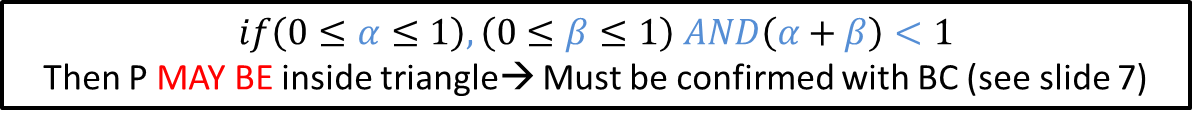 if(0 ≤ α ≤ 1), (0 ≤ β ≤ 1) AND(α + β) < 1
Then P MAY BE inside triangle→ Must be confirmed with BC (see slide 7)